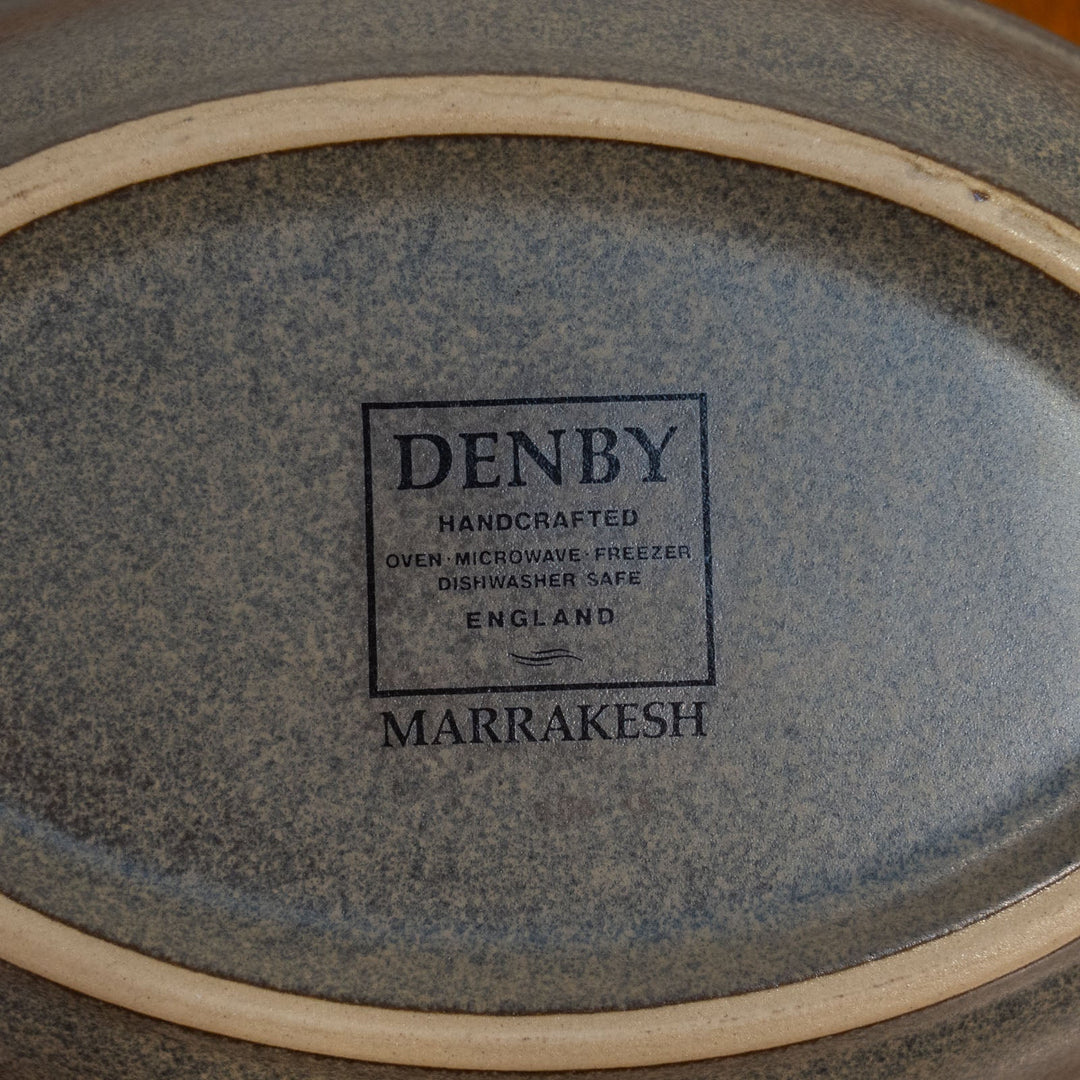 DENBY
HANDCRAFTED
OVEN·MICROWAVE·FREEZER
DISHWASHER SAFE
ENGLAND
MARRAKESH